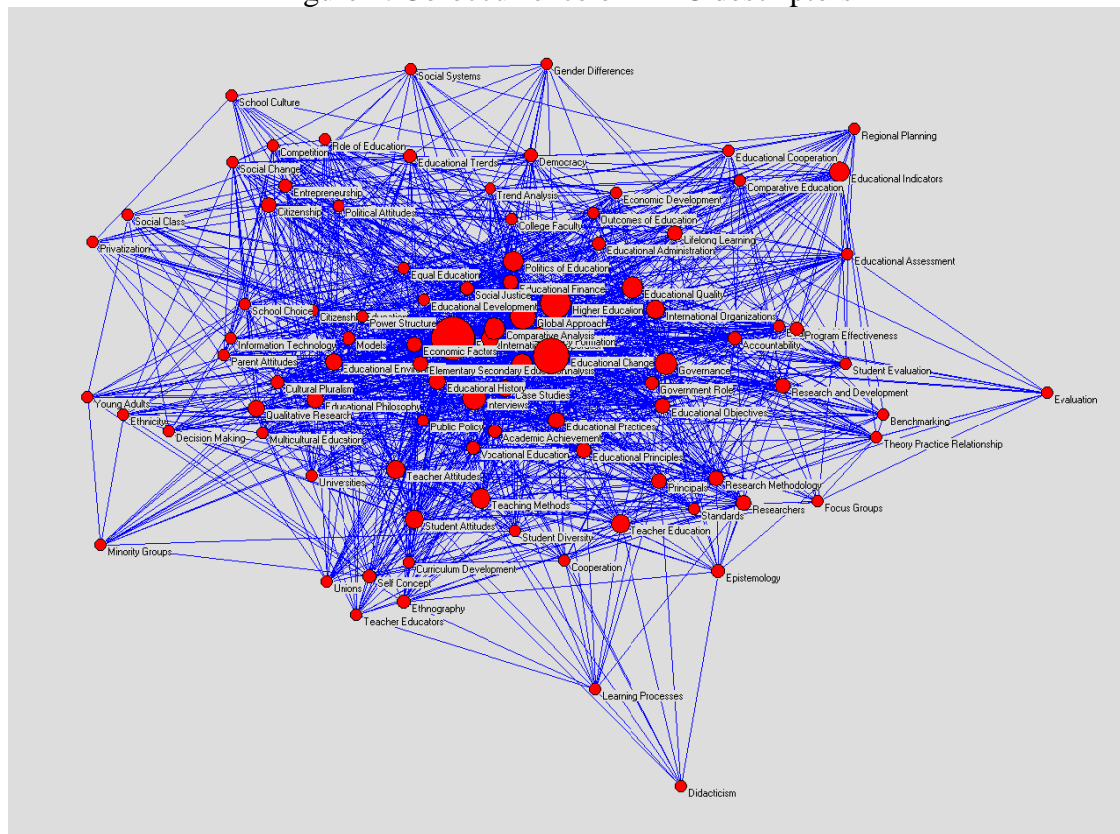 Social Systems
Gender Differences
School Culture
Regional Planning
Role of Education
Competition
Educational Trends
Democracy
Educational Cooperation
Social Change
Educational Indicators
Comparative Education
Entrepreneurship
Trend Analysis
Economic Development
Citizenship
Political Attitudes
Social Class
College Faculty
Outcomes of Education
Lifelong Learning
Privatization
Educational Administration
Educational Assessment
Politics of Education
Equal Education
Educational Finance
Social Justice
Educational Quality
Educational Development
Higher Education
International Organizations
School Choice
Citizenship Education
Power Structure
Global Approach
Program Effectiveness
Comparative Analysis
Information Technology
Models
Accountability
Economic Factors
Parent Attitudes
Educational Change
Student Evaluation
Elementary Secondary Education
Governance
Cultural Pluralism
Educational History
Government Role
Research and Development
Case Studies
Evaluation
Young Adults
Educational Philosophy
Interviews
Qualitative Research
Educational Objectives
Ethnicity
Benchmarking
Public Policy
Educational Practices
Decision Making
Multicultural Education
Academic Achievement
Theory Practice Relationship
Vocational Education
Educational Principles
Universities
Teacher Attitudes
Principals
Research Methodology
Teaching Methods
Focus Groups
Standards
Researchers
Student Attitudes
Teacher Education
Student Diversity
Minority Groups
Cooperation
Curriculum Development
Epistemology
Unions
Self Concept
Ethnography
Teacher Educators
Learning Processes
Didacticism